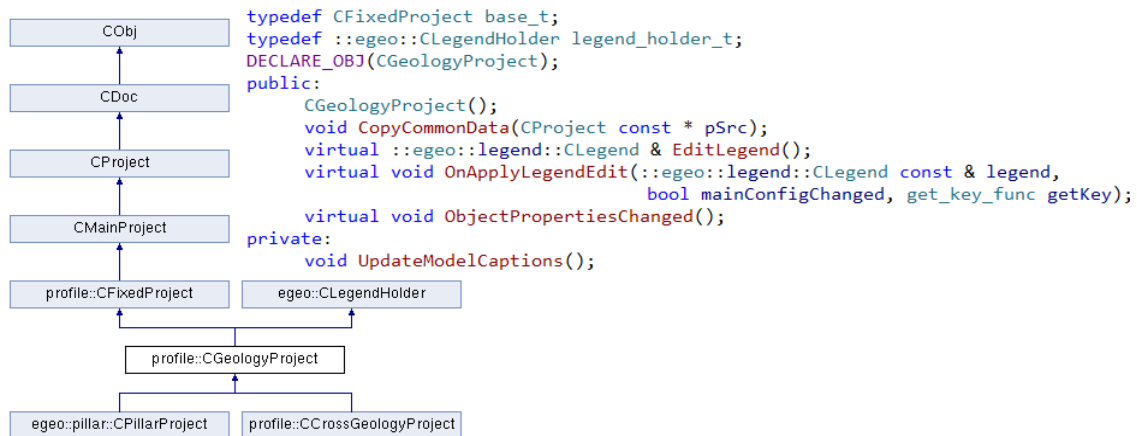 typedef CFixedProject base_t;
typedef ::egeo::CLegendHolder legend_holder_t;
DECLARE_OBJ(CGeologyProject);
public:
CGeologyProject();
void CopyCommonData(CProject const * pSrc);
virtual ::egeo::legend::CLegend & EditLegend();
virtual void OnApplyLegendEdit(::egeo::legend::CLegend const & legend,
bool mainConfigChanged, get_key_func getKey);
virtual void ObjectPropertiesChanged();
private:
void UpdateModelCaptions();
CObj
CDoc
CProject
CMainProject
profile::CFixedProject
egeo::CLegendHolder
profile::CGeologyProject
egeo::pillar::CPillarProject
profile::CCrossGeologyProject